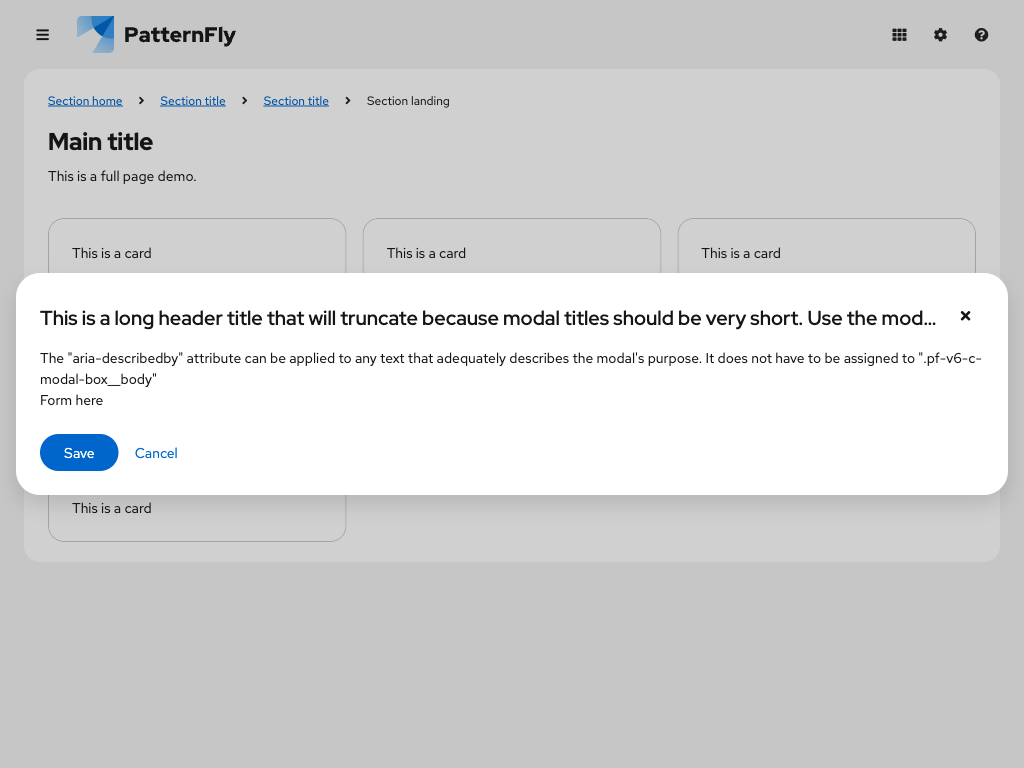 PatternFly
Section home
Section title
Section title
Section landing
Main title
This is a full page demo.
This is a card
This is a card
This is a card
This is a long header title that will truncate because modal titles should be very short. Use the mod...
The "aria-describedby" attribute can be applied to any text that adequately describes the modal's purpose. It does not have to be assigned to ".pf-v6-c-
modal-box__body"
Form here
Save
Cancel
This is a card